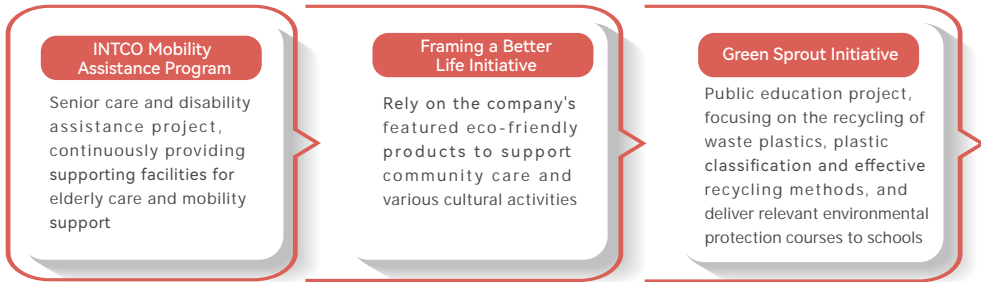 INTCO Mobility
Assistance Program
Senior care and disability
assistance project,
continuously providing
supporting facilities for
elderly care and mobility
support
Framing a Better
Life Initiative
Rely on the company's
featured eco-friendly
products to support
community care and
various cultural activities
Green Sprout Initiative
Public education project,
focusing on the recycling of
waste plastics, plastic
classification and effective
recycling methods, and
deliver relevant environmental
protection courses to schools